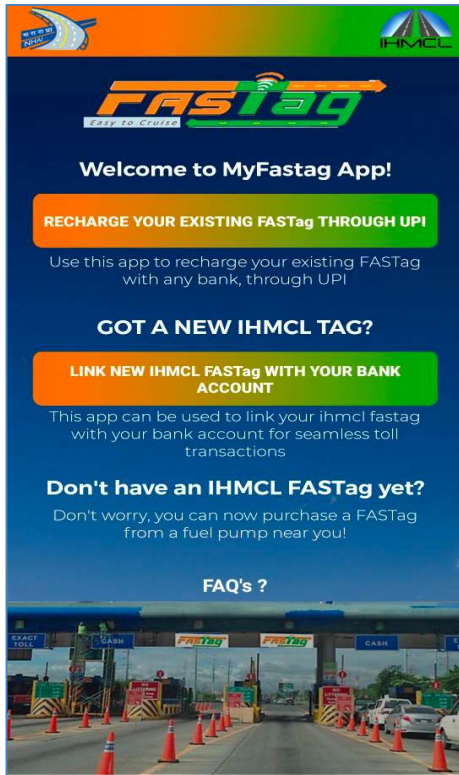 NHAI
IHMCL
FASTag
Easy to Cruise
Welcome to MyFastag App!
RECHARGE YOUR EXISTING FASTag THROUGH UPI
Use this app to recharge your existing FASTag
with any bank, through UPI
GOT A NEW IHMCL TAG?
LINK NEW IHMCL FASTag WITH YOUR BANK
ACCOUNT
This app can be used to link your ihmcl fastag
with your bank account for seamless toll
transactions
Don't have an IHMCL FASTag yet?
Don't worry, you can now purchase a FASTag
from a fuel pump near you!
FAQ's ?
EXACT
TOLL
CASH
FASTag
FASTag
CASH
NO
LITTERING